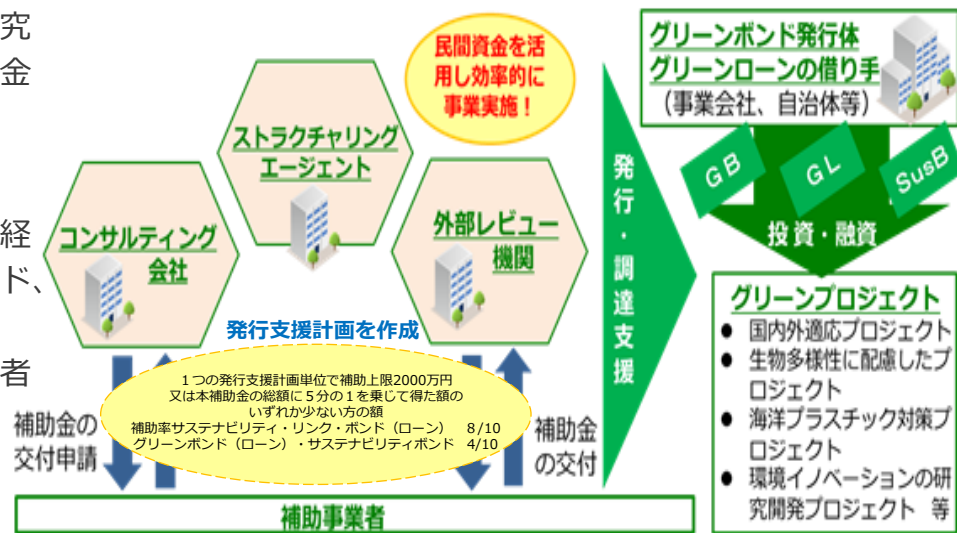 究
金
経
ド、
者
民間資金を活
用し効率的に
事業実施！
ストラクチャリング
エージェント
コンサルティング
会社
外部レビュー
機関
発行支援計画を作成
１つの発行支援計画単位で補助上限2000万円
又は本補助金の総額に５分の１を乗じて得た額の
いずれか少ない方の額
補助率サステナビリティ・リンク・ボンド（ローン） 8/10
グリーンボンド（ローン）・サステナビリティボンド 4/10
補助金の
交付申請
補助金
の交付
補助事業者
発行・調達支援
グリーンボンド発行体
グリーンローンの借り手
（事業会社、自治体等）
GB
GL
SusB
投資・融資
グリーンプロジェクト
● 国内外適応プロジェクト
● 生物多様性に配慮したプ
ロジェクト
● 海洋プラスチック対策プ
ロジェクト
● 環境イノベーションの研
究開発プロジェクト 等